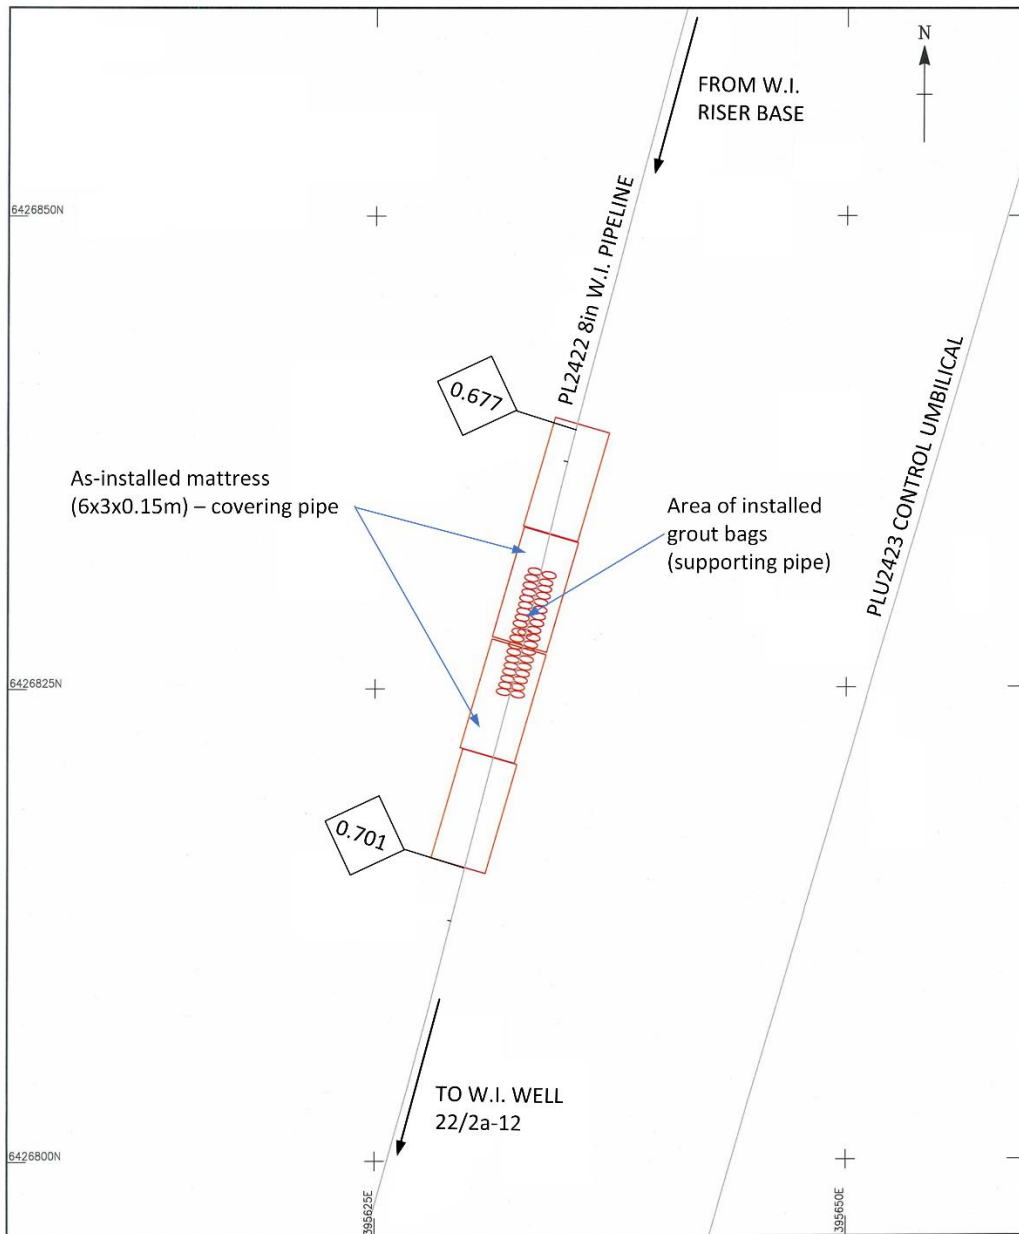 N
FROM W.I.
RISER BASE
6426850N
PL2422 8in W.I. PIPELINE
0.677
PLU2423 CONTROL UMBILICAL
As-installed mattress
(6x3x0.15m) – covering pipe
Area of installed
grout bags
(supporting pipe)
6426825N
0.701
TO W.I. WELL
22/2a-12
6426800N
395625E
395650E